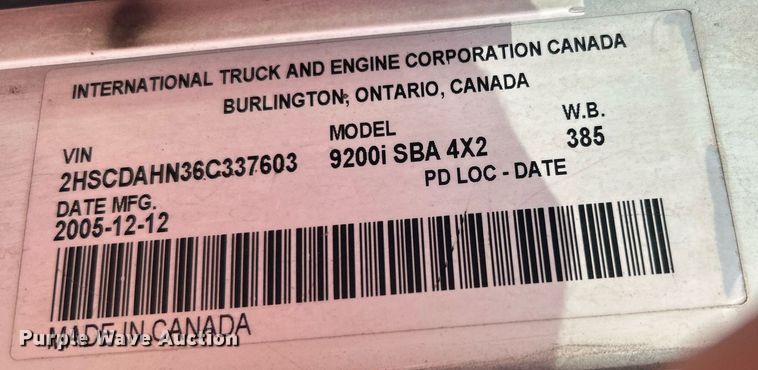 INTERNATIONAL TRUCK AND ENGINE CORPORATION CANADA
BURLINGTON, ONTARIO, CANADA
VIN MODEL W.B.
2HSCDAHN36C337603 9200i SBA 4X2 385
DATE MFG. PD LOC - DATE
2005-12-12
MADE IN CANADA
Purple Wave Auction